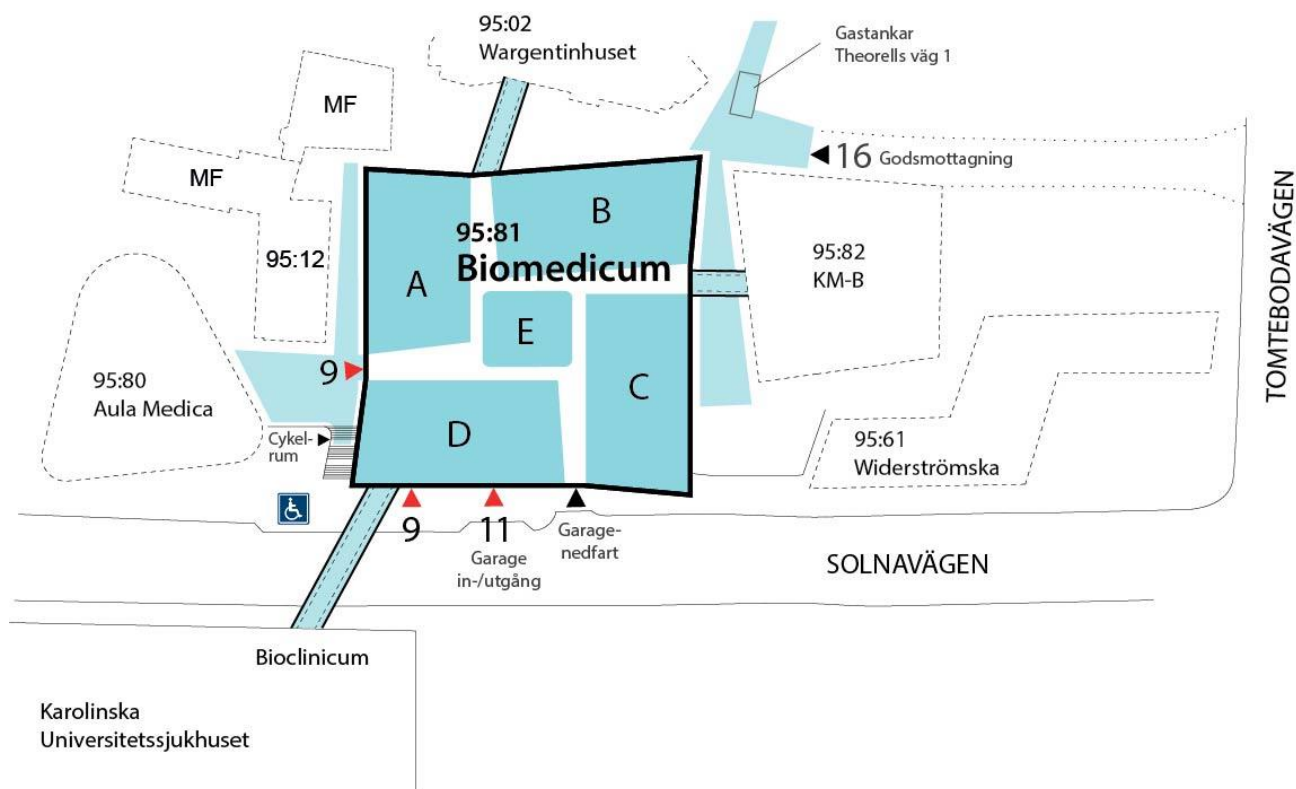 95:02
Wargentinhuset
Gastankar
Theorells väg 1
MF
MF
16 Godsmottagning
B
95:81
Biomedicum
A
95:12
95:82
KM-B
E
TOMTEBODAVÄGEN
9
C
95:80
Aula Medica
D
Cykel-
rum
95:61
Widerströmska
9
11
Garage
in-/utgång
Garage-
nedfart
SOLNAVÄGEN
Bioclinicum
Karolinska
Universitetssjukhuset